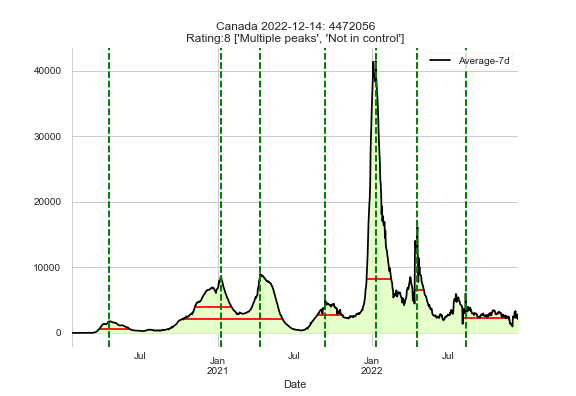 Canada 2022-12-14: 4472056
Rating:8 ['Multiple peaks', 'Not in control']
Average-7d
40000
30000
20000
10000
0
Jul
Jan
2021
Jul
Jan
2022
Jul
Date